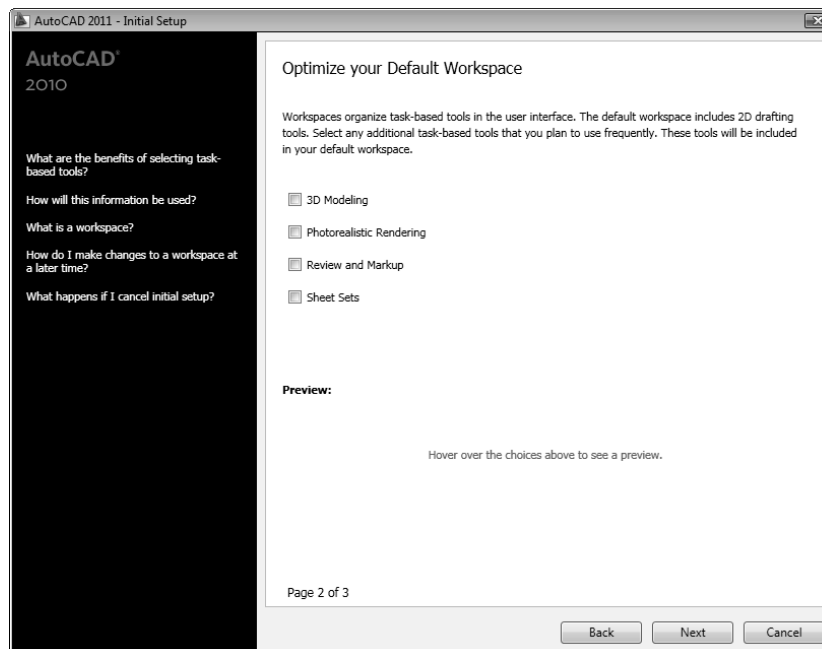 AutoCAD 2011 - Initial Setup
AutoCAD®
2010
What are the benefits of selecting task-
based tools?
How will this information be used?
What is a workspace?
How do I make changes to a workspace at
a later time?
What happens if I cancel initial setup?
Optimize your Default Workspace
Workspaces organize task-based tools in the user interface. The default workspace includes 2D drafting
tools. Select any additional task-based tools that you plan to use frequently. These tools will be included
in your default workspace.
3D Modeling
Photorealistic Rendering
Review and Markup
Sheet Sets
Preview:
Hover over the choices above to see a preview.
Page 2 of 3
Back Next Cancel